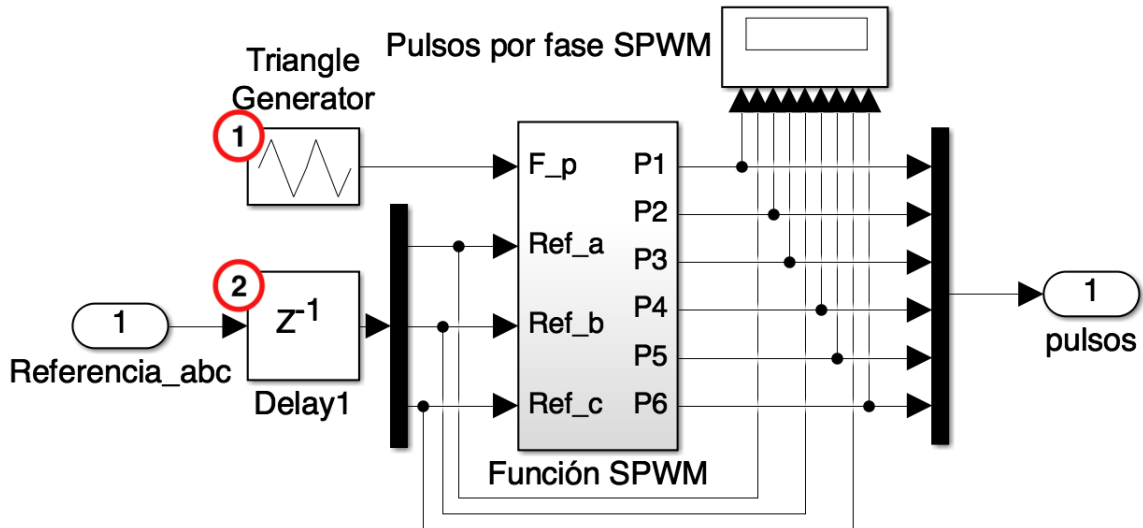 Pulsos por fase SPWM
Triangle
Generator
1
F_p
P1
P2
Ref_a
P3
2
1
Z-1
Ref_b
P4
1
pulsos
Referencia_abc
P5
Delay1
Ref_c
P6
Función SPWM